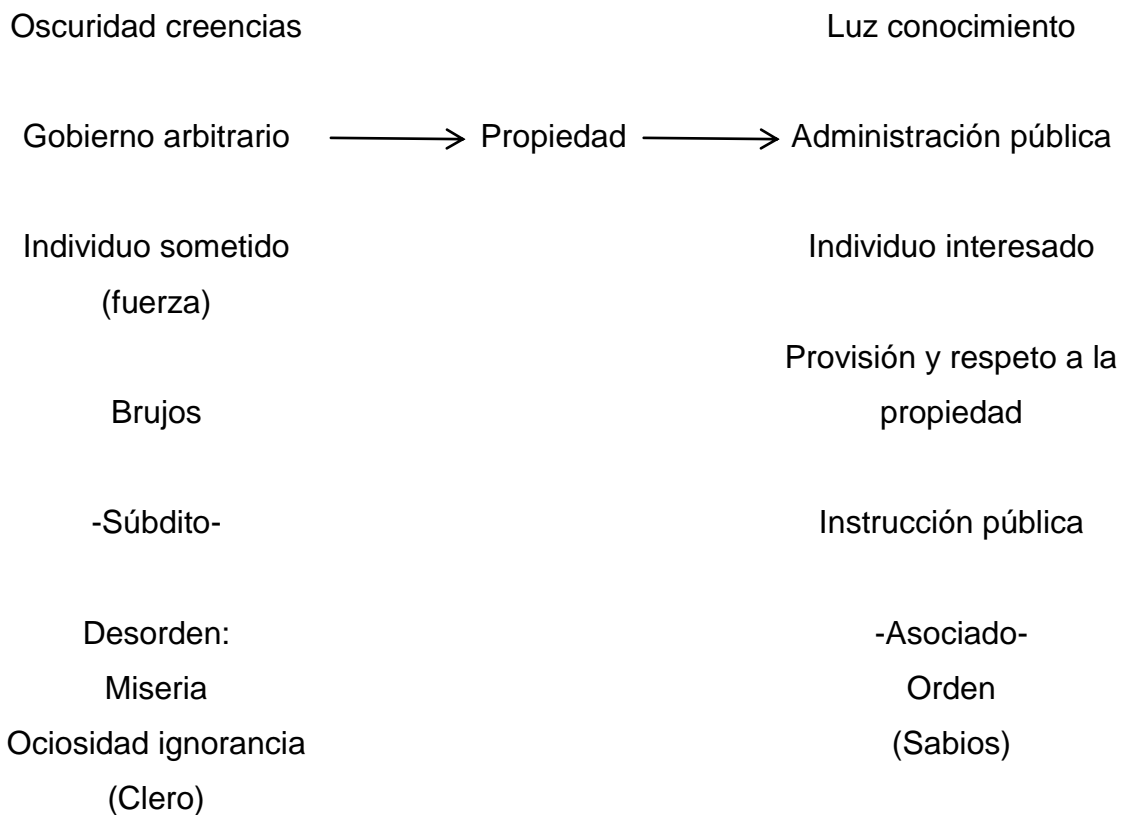 Oscuridad creencias
Luz conocimiento
Gobierno arbitrario
Propiedad
Administración pública
Individuo sometido
(fuerza)
Individuo interesado
Provisión y respeto a la
propiedad
Brujos
-Súbdito-
Instrucción pública
Desorden:
Miseria
Ociosidad ignorancia
(Clero)
-Asociado-
Orden
(Sabios)